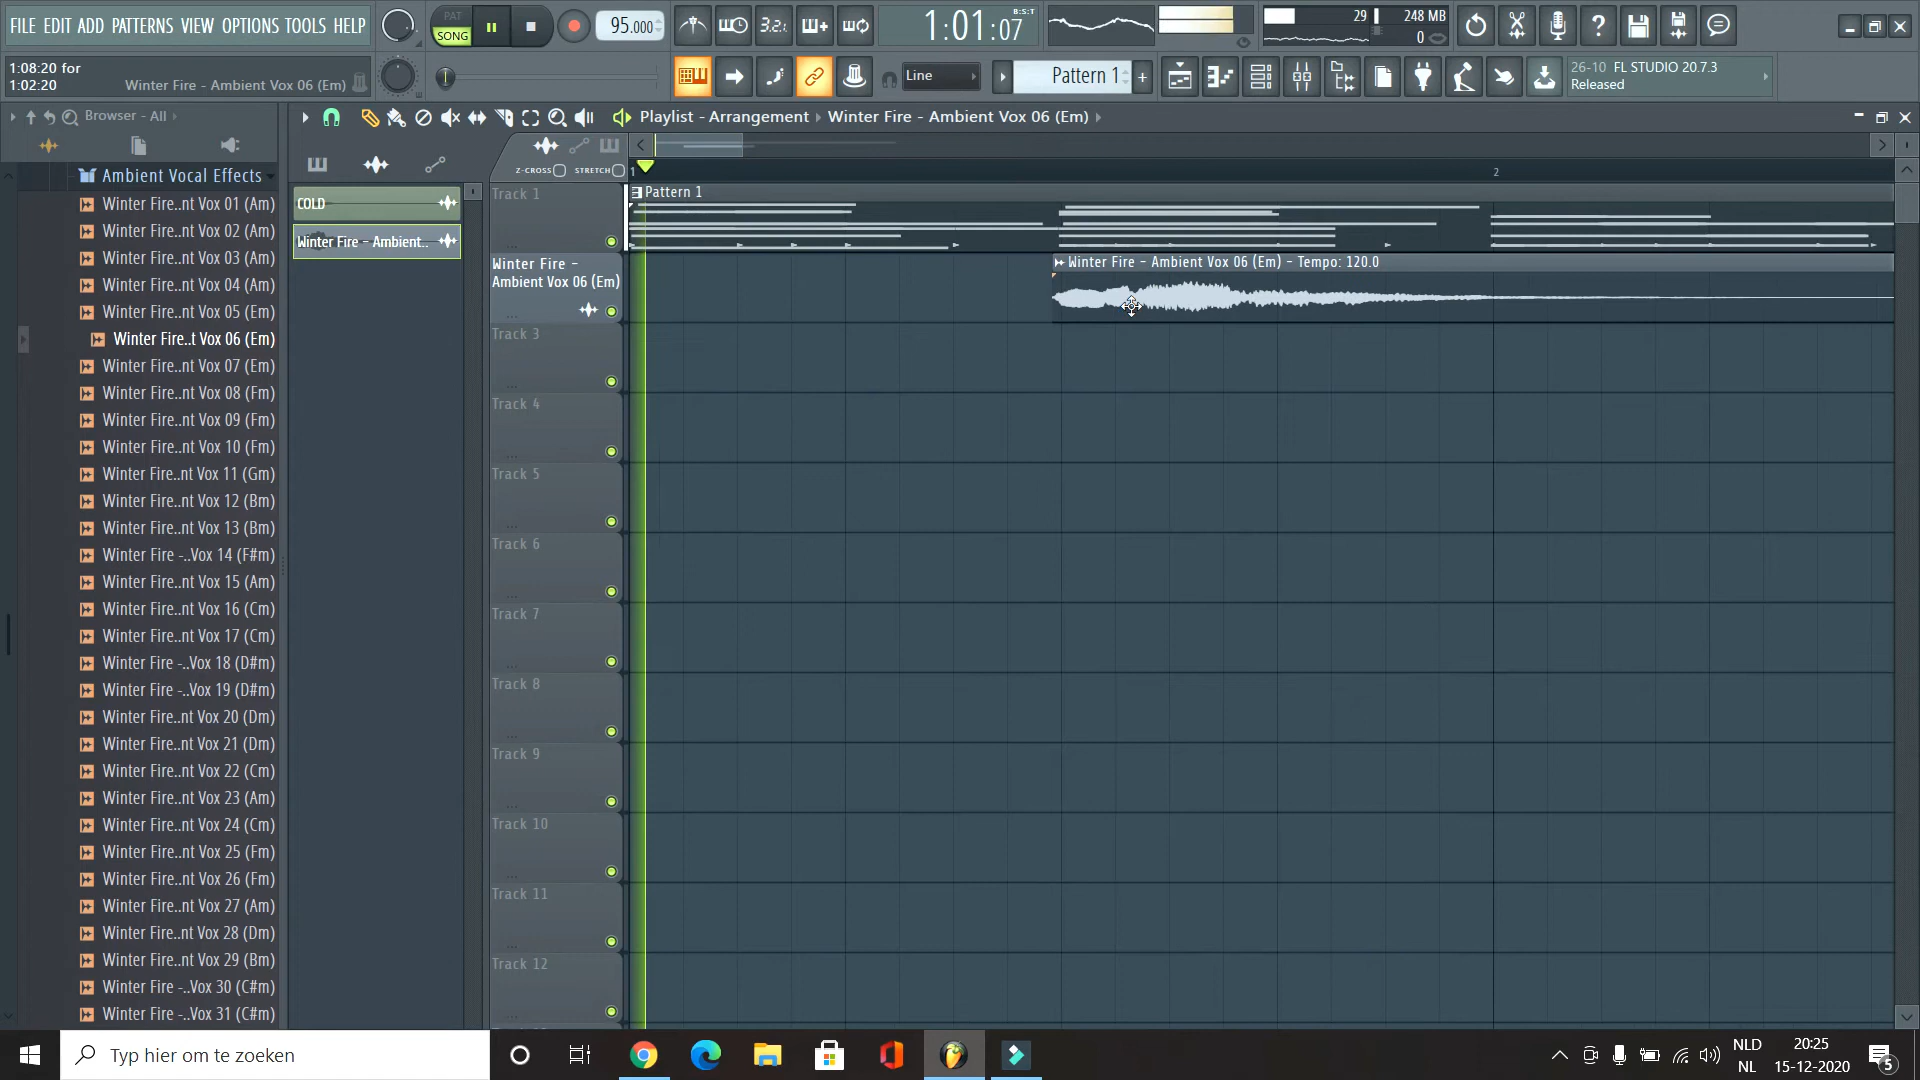 FILE EDIT ADD PATTERNS VIEW OPTIONS TOOLS HELP
PAT
SONG
95.000
3.2.1
1:01:07
B:S:T
29
248 MB
0
1:08:20 for
1:02:20
Winter Fire - Ambient Vox 06 (Em)
Line
Pattern 1
26-10 FL STUDIO 20.7.3
Released
Browser - All
Playlist - Arrangement
Winter Fire - Ambient Vox 06 (Em)
Z-CROSS
STRETCH
1
2
Ambient Vocal Effects
Winter Fire..nt Vox 01 (Am)
Winter Fire..nt Vox 02 (Am)
Winter Fire..nt Vox 03 (Am)
Winter Fire..nt Vox 04 (Am)
Winter Fire..nt Vox 05 (Em)
Winter Fire..t Vox 06 (Em)
Winter Fire..nt Vox 07 (Em)
Winter Fire..nt Vox 08 (Fm)
Winter Fire..nt Vox 09 (Fm)
Winter Fire..nt Vox 10 (Fm)
Winter Fire..nt Vox 11 (Gm)
Winter Fire..nt Vox 12 (Bm)
Winter Fire..nt Vox 13 (Bm)
Winter Fire -..Vox 14 (F#m)
Winter Fire..nt Vox 15 (Am)
Winter Fire..nt Vox 16 (Cm)
Winter Fire..nt Vox 17 (Cm)
Winter Fire -..Vox 18 (D#m)
Winter Fire -..Vox 19 (D#m)
Winter Fire..nt Vox 20 (Dm)
Winter Fire..nt Vox 21 (Dm)
Winter Fire..nt Vox 22 (Cm)
Winter Fire..nt Vox 23 (Am)
Winter Fire..nt Vox 24 (Cm)
Winter Fire..nt Vox 25 (Fm)
Winter Fire..nt Vox 26 (Fm)
Winter Fire..nt Vox 27 (Am)
Winter Fire..nt Vox 28 (Dm)
Winter Fire..nt Vox 29 (Bm)
Winter Fire -..Vox 30 (C#m)
Winter Fire -..Vox 31 (C#m)
COLD
Winter Fire - Ambient..
Track 1
Pattern 1
Winter Fire -
Ambient Vox 06 (Em)
Winter Fire - Ambient Vox 06 (Em) - Tempo: 120.0
Track 3
Track 4
Track 5
Track 6
Track 7
Track 8
Track 9
Track 10
Track 11
Track 12
Typ hier om te zoeken
NLD
NL
20:25
15-12-2020
5